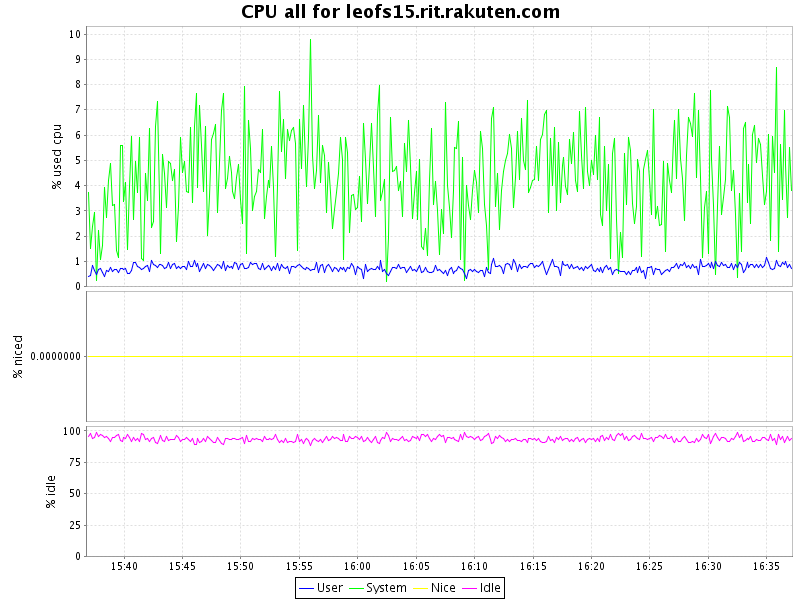 CPU all for leofs15.rit.rakuten.com
% used cpu
10
9
8
7
6
5
4
3
2
1
0
% niced
0.0000000
% idle
100
75
50
25
0
15:40 15:45 15:50 15:55 16:00 16:05 16:10 16:15 16:20 16:25 16:30 16:35
User System Nice Idle